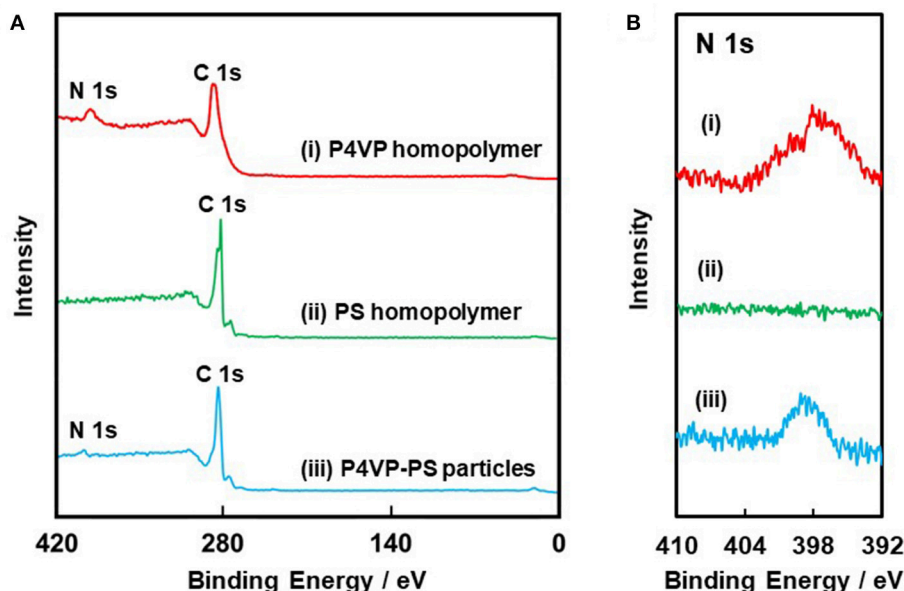 A
N 1s
C 1s
(i) P4VP homopolymer
C 1s
(ii) PS homopolymer
C 1s
N 1s
(iii) P4VP-PS particles
Intensity
420 280 140 0
Binding Energy / eV
B
N 1s
(i)
(ii)
(iii)
Intensity
410 404 398 392
Binding Energy / eV